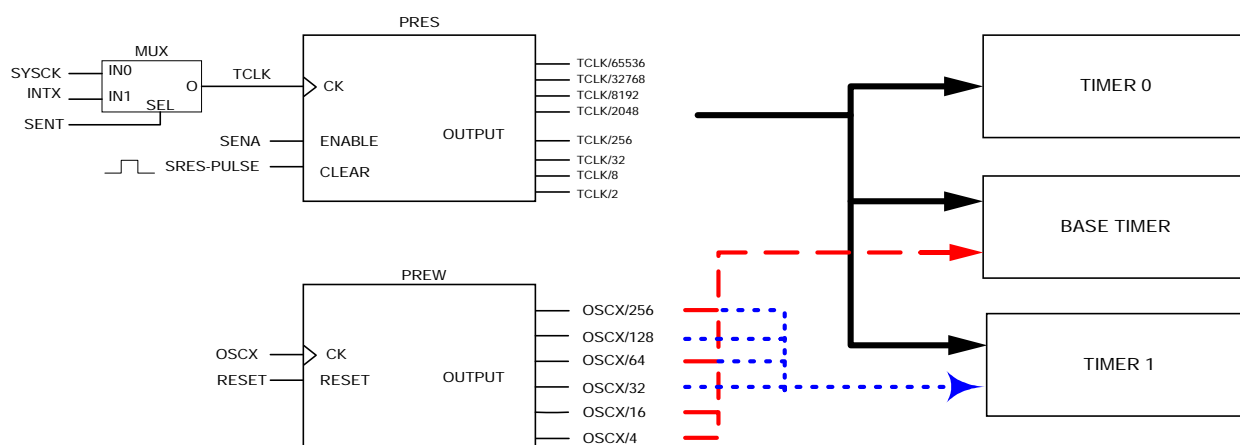 PRES
MUX
SYSCK
IN0
INTX
IN1
O
SEL
SENT
TCLK
CK
SENA
ENABLE
SRES-PULSE
CLEAR
OUTPUT
TCLK/65536
TCLK/32768
TCLK/8192
TCLK/2048
TCLK/256
TCLK/32
TCLK/8
TCLK/2
TIMER 0
BASE TIMER
TIMER 1
PREW
OSCX
CK
RESET
RESET
OUTPUT
OSCX/256
OSCX/128
OSCX/64
OSCX/32
OSCX/16
OSCX/4